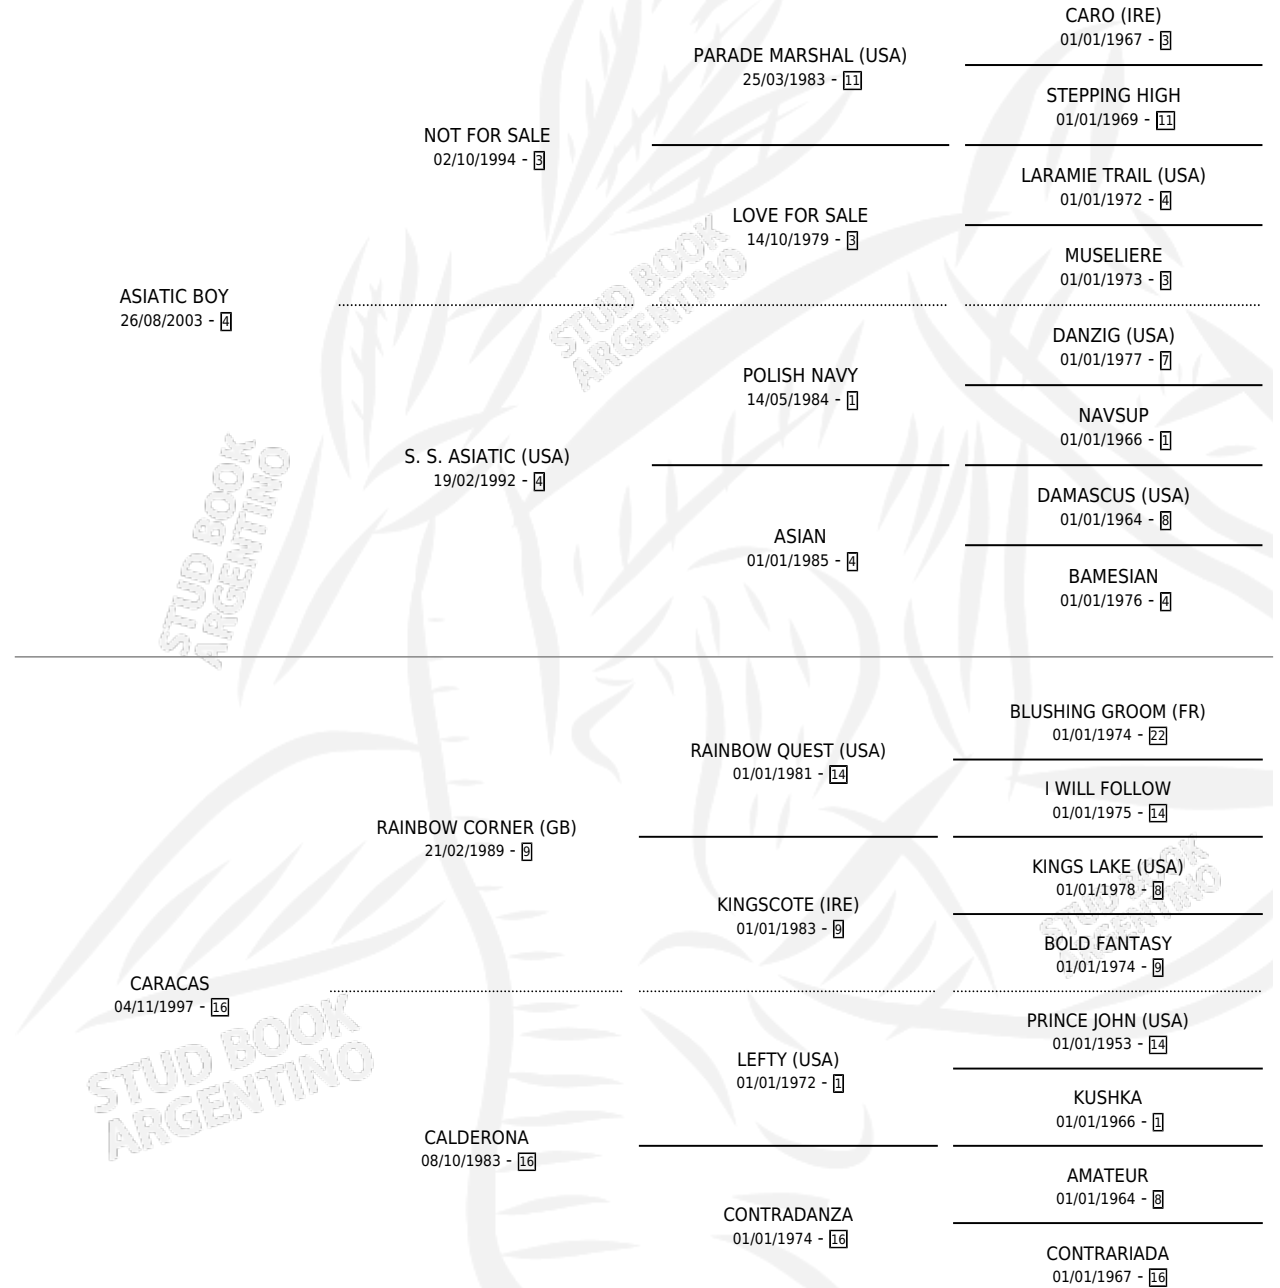 CARO (IRE)
01/01/1967 - 3
PARADE MARSHAL (USA)
25/03/1983 - 11
STEPPING HIGH
01/01/1969 - 11
NOT FOR SALE
02/10/1994 - 3
LARAMIE TRAIL (USA)
01/01/1972 - 4
LOVE FOR SALE
14/10/1979 - 3
MUSELIERE
01/01/1973 - 3
ASIATIC BOY
26/08/2003 - 4
STUD BOOK
ARGENTINO
DANZIG (USA)
01/01/1977 - 7
POLISH NAVY
14/05/1984 - 1
NAVSUP
01/01/1966 - 1
S. S. ASIATIC (USA)
19/02/1992 - 4
DAMASCUS (USA)
01/01/1964 - 8
ASIAN
01/01/1985 - 4
BAMESIAN
01/01/1976 - 4
STUD BOOK
ARGENTINO
BLUSHING GROOM (FR)
01/01/1974 - 22
RAINBOW QUEST (USA)
01/01/1981 - 14
I WILL FOLLOW
01/01/1975 - 14
RAINBOW CORNER (GB)
21/02/1989 - 9
KINGS LAKE (USA)
01/01/1978 - 8
KINGSCOTE (IRE)
01/01/1983 - 9
STUD BOOK
ARGENTINO
BOLD FANTASY
01/01/1974 - 9
CARACAS
04/11/1997 - 16
STUD BOOK
ARGENTINO
PRINCE JOHN (USA)
01/01/1953 - 14
LEFTY (USA)
01/01/1972 - 1
KUSHKA
01/01/1966 - 1
CALDERONA
08/10/1983 - 16
AMATEUR
01/01/1964 - 8
CONTRADANZA
01/01/1974 - 16
CONTRARIADA
01/01/1967 - 16